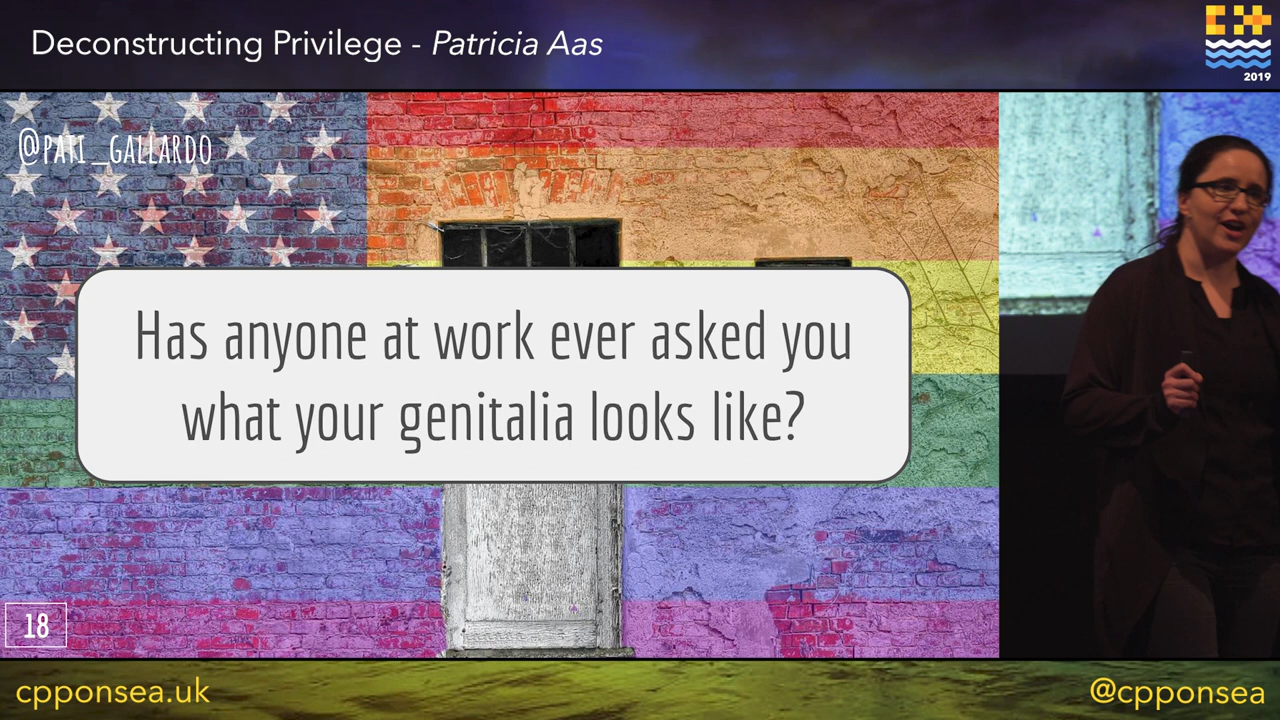 Deconstructing Privilege - Patricia Aas
2019
@PATI_GALLARDO
Has anyone at work ever asked you
what your genitalia looks like?
18
cpponsea.uk
@cpponsea